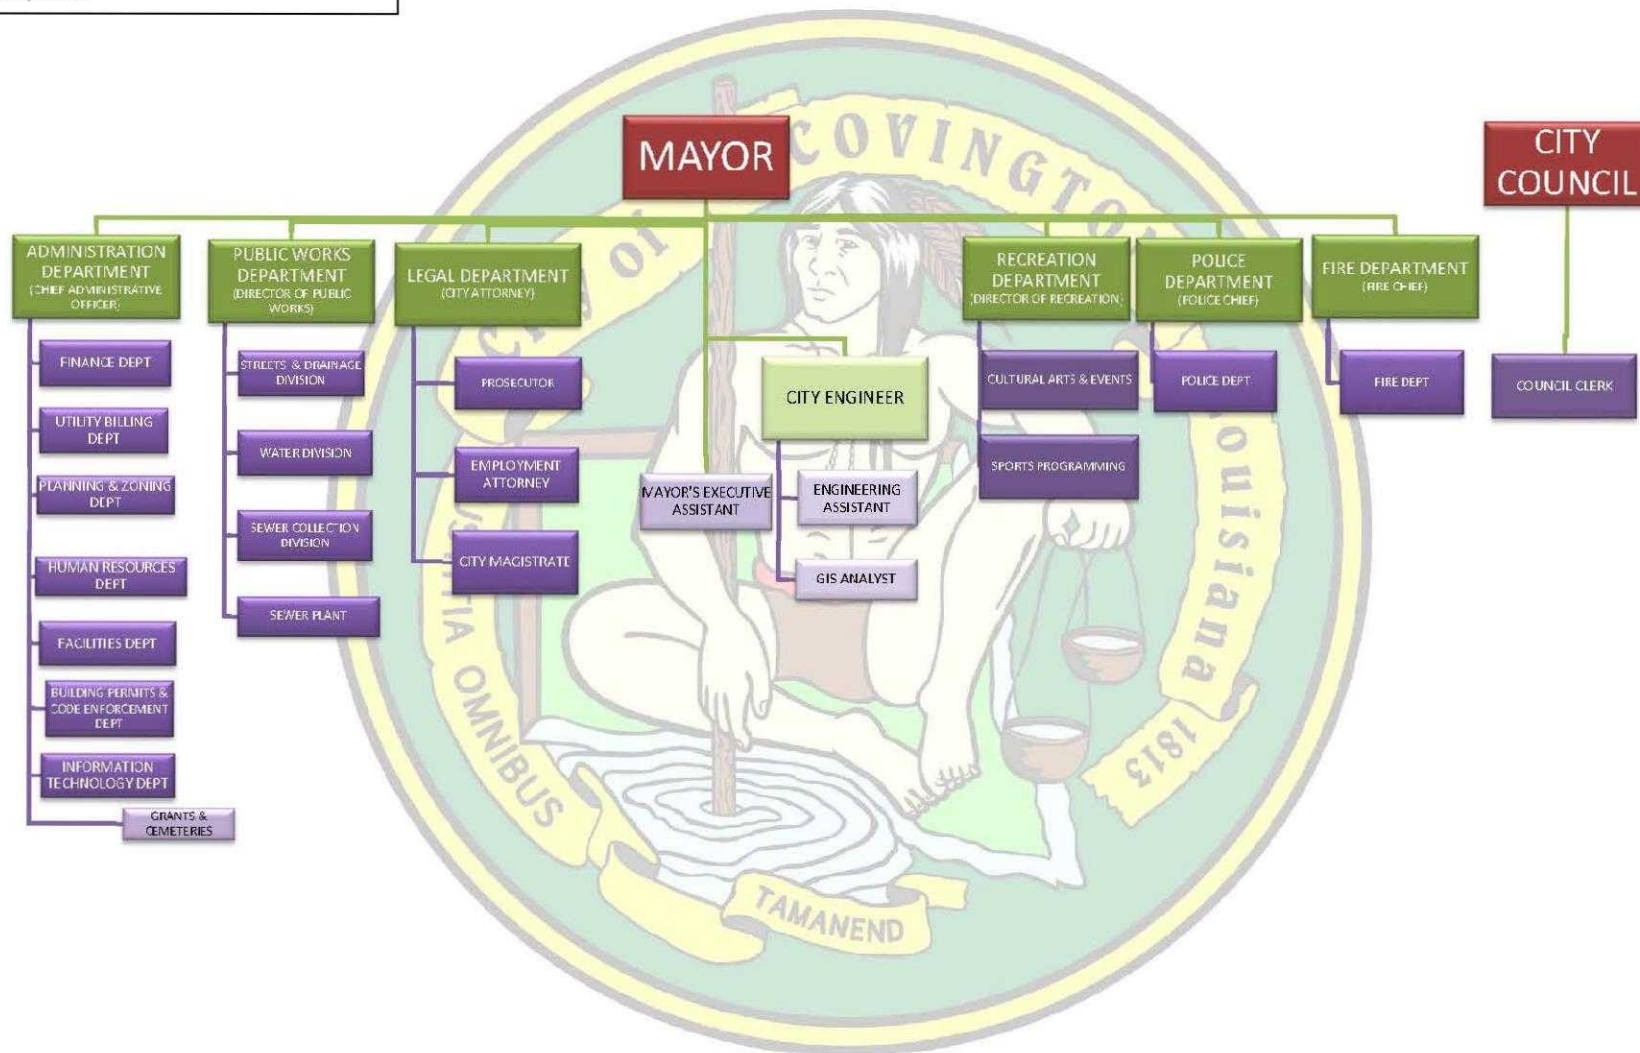 MAYOR
CITY
COUNCIL
ADMINISTRATION
DEPARTMENT
(CHIEF ADMINISTRATIVE
OFFICER)
PUBLIC WORKS
DEPARTMENT
(DIRECTOR OF PUBLIC
WORKS)
LEGAL DEPARTMENT
(CITY ATTORNEY)
RECREATION
DEPARTMENT
(DIRECTOR OF RECREATION)
POLICE
DEPARTMENT
(POLICE CHIEF)
FIRE DEPARTMENT
(FIRE CHIEF)
FINANCE DEPT
UTILITY BILLING
DEPT
PLANNING & ZONING
DEPT
HUMAN RESOURCES
DEPT
FACILITIES DEPT
BUILDING PERMITS &
CODE ENFORCEMENT
DEPT
INFORMATION
TECHNOLOGY DEPT
GRANTS &
CEMETERIES
STREETS & DRAINAGE
DIVISION
WATER DIVISION
SEWER COLLECTION
DIVISION
SEWER PLANT
PROSECUTOR
EMPLOYMENT
ATTORNEY
CITY MAGISTRATE
MAYOR'S EXECUTIVE
ASSISTANT
CITY ENGINEER
ENGINEERING
ASSISTANT
GIS ANALYST
CULTURAL ARTS & EVENTS
SPORTS PROGRAMMING
POLICE DEPT
FIRE DEPT
COUNCIL CLERK
City of COVINGTON
Louisiana 1813
OMNIBUS
TAMANEND